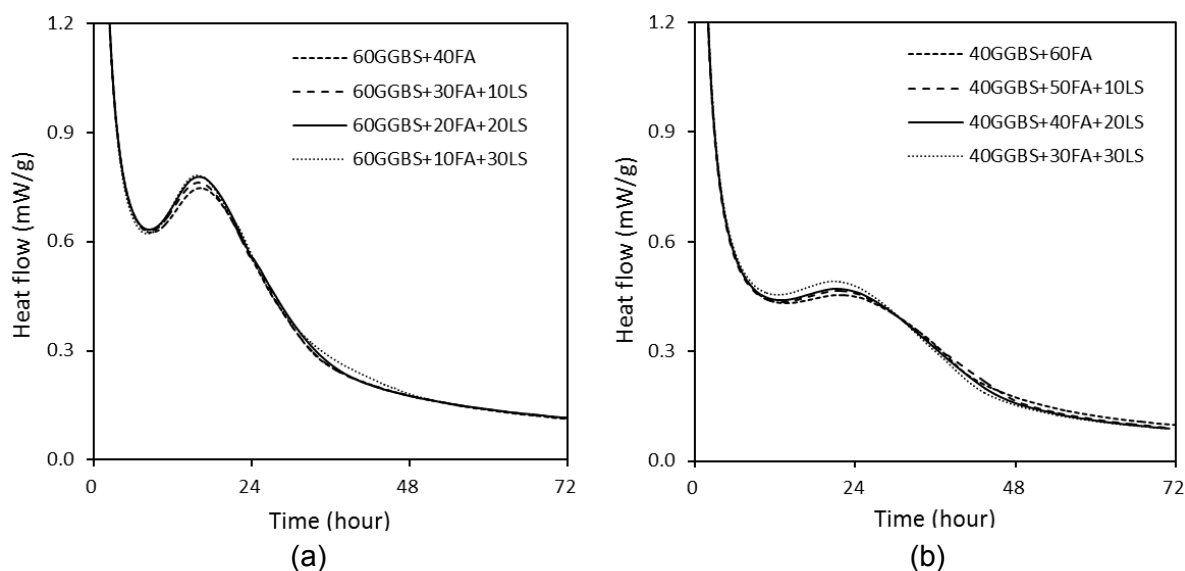 1.2
0.9
0.6
0.3
0.0
Heat flow (mW/g)
60GGBS+40FA
60GGBS+30FA+10LS
60GGBS+20FA+20LS
60GGBS+10FA+30LS
0 24 48 72
Time (hour)
(a)
1.2
0.9
0.6
0.3
0.0
Heat flow (mW/g)
40GGBS+60FA
40GGBS+50FA+10LS
40GGBS+40FA+20LS
40GGBS+30FA+30LS
0 24 48 72
Time (hour)
(b)